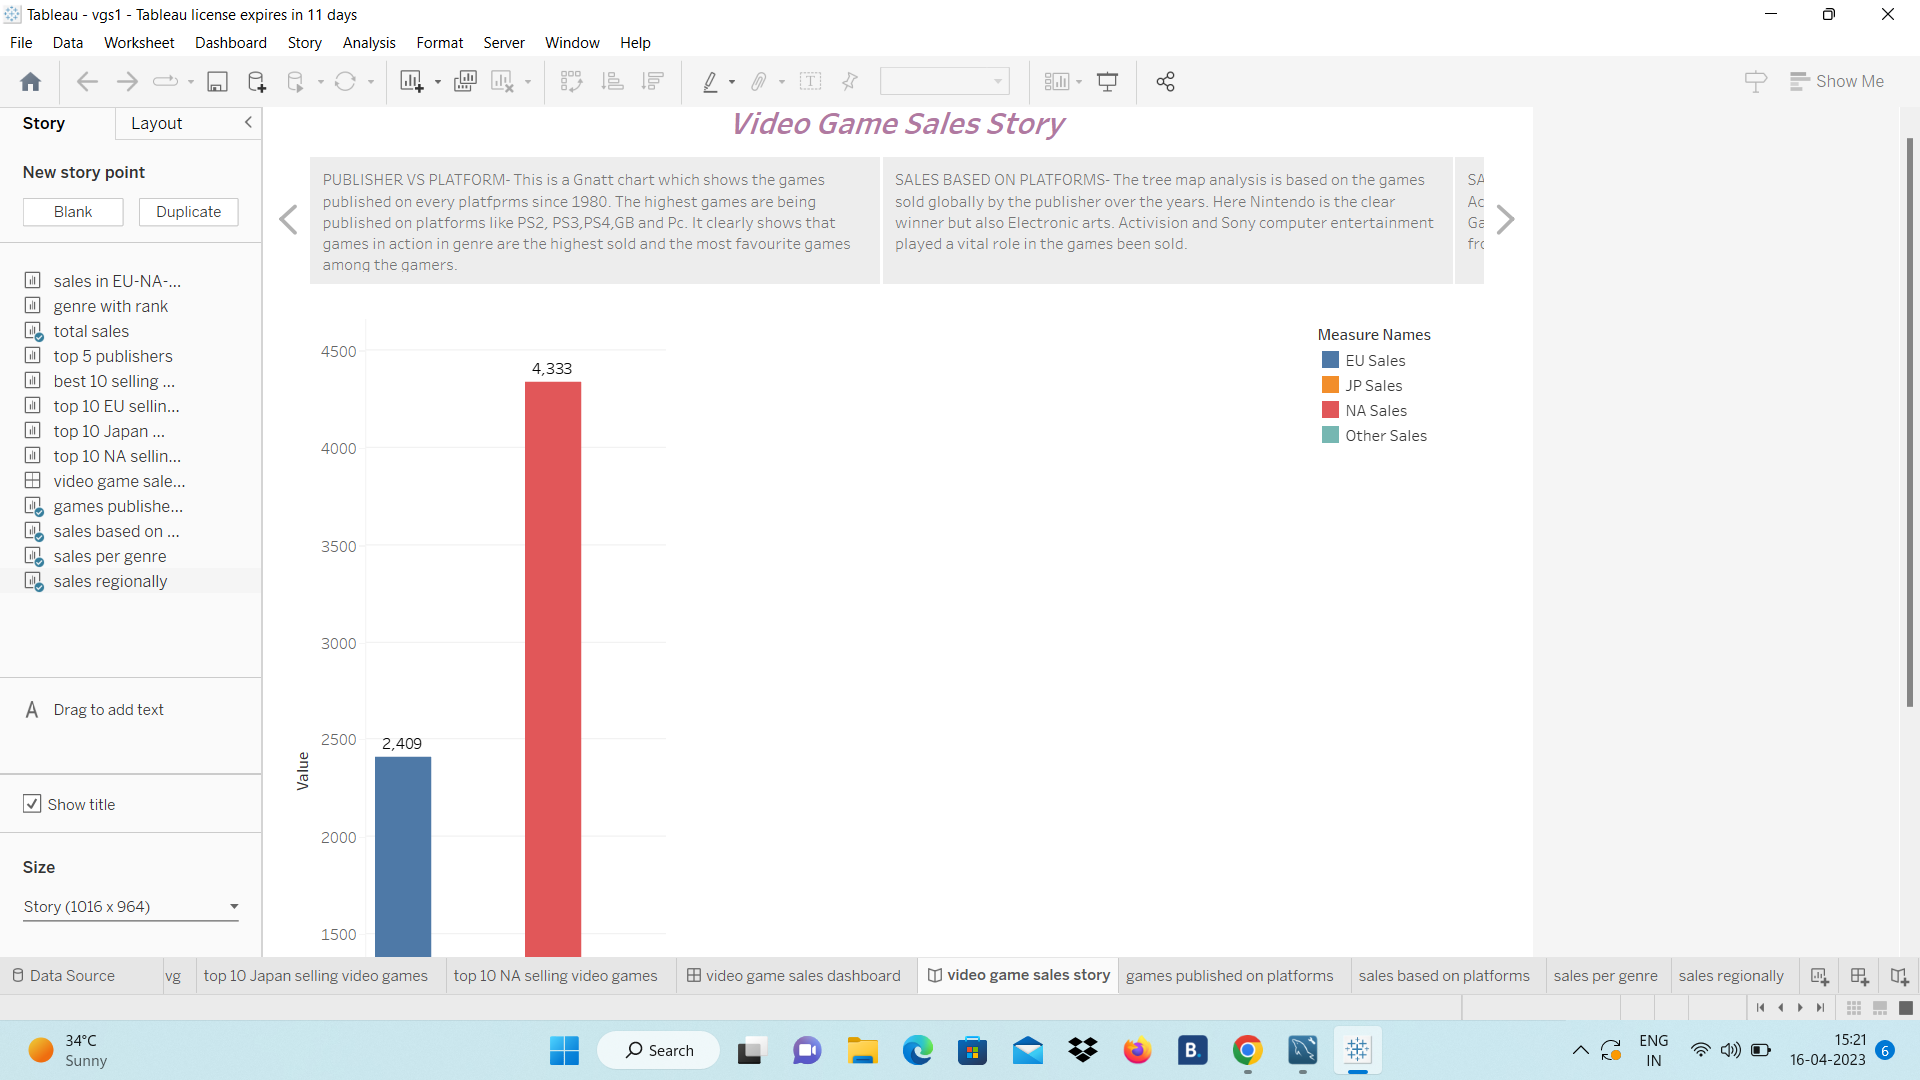 Tableau - vgs1 - Tableau license expires in 11 days
File Data Worksheet Dashboard Story Analysis Format Server Window Help
Show Me
Story Layout
New story point
Blank Duplicate
sales in EU-NA-...
genre with rank
total sales
top 5 publishers
best 10 selling ...
top 10 EU sellin...
top 10 Japan ...
top 10 NA sellin...
video game sale...
games publishe...
sales based on ...
sales per genre
sales regionally
A Drag to add text
Show title
Size
Story (1016 x 964)
Video Game Sales Story
PUBLISHER VS PLATFORM- This is a Gnatt chart which shows the games
published on every platfprms since 1980. The highest games are being
published on platforms like PS2, PS3,PS4,GB and Pc. It clearly shows that
games in action in genre are the highest sold and the most favourite games
among the gamers.
SALES BASED ON PLATFORMS- The tree map analysis is based on the games
sold globally by the publisher over the years. Here Nintendo is the clear
winner but also Electronic arts. Activision and Sony computer entertainment
played a vital role in the games been sold.
SA
Ac
Ga
fro
4500
4000
3500
3000
2500
2000
1500
Value
4,333
2,409
Measure Names
EU Sales
JP Sales
NA Sales
Other Sales
Data Source vg top 10 Japan selling video games top 10 NA selling video games video game sales dashboard video game sales story games published on platforms sales based on platforms sales per genre sales regionally
34°C
Sunny
Search
B.
ENG
IN
15:21
16-04-2023
6